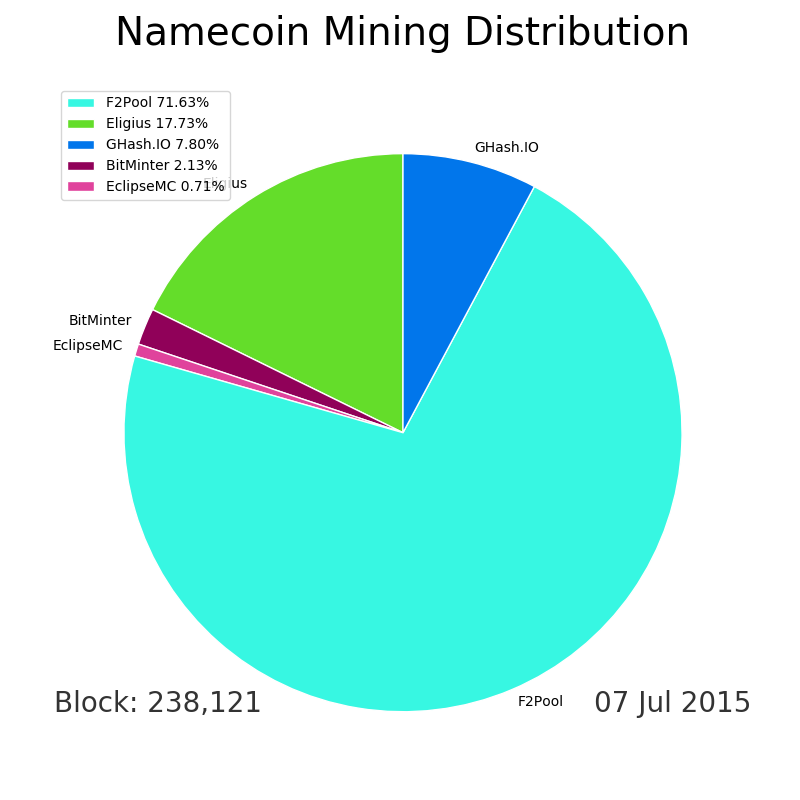 Namecoin Mining Distribution
F2Pool 71.63%
Eligius 17.73%
GHash.IO 7.80%
BitMinter 2.13%
EclipseMC 0.71%
GHash.IO
Eligius
BitMinter
EclipseMC
F2Pool
Block: 238,121
07 Jul 2015